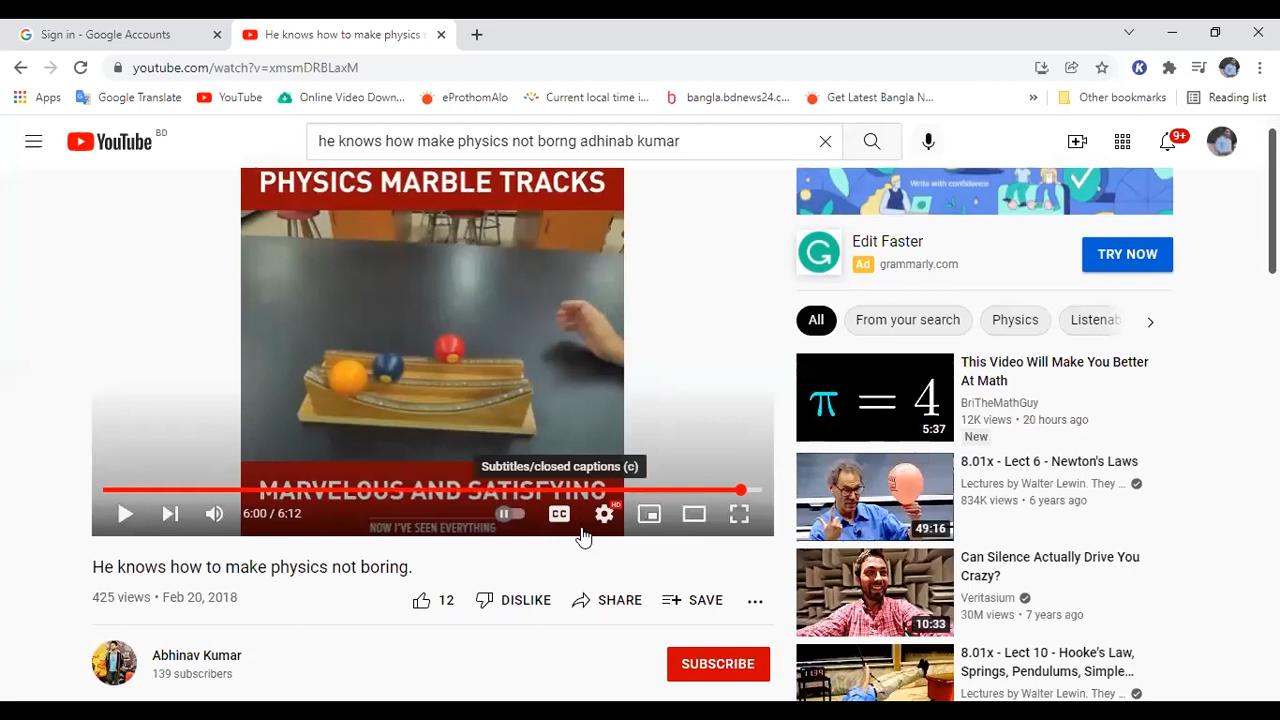 Sign in - Google Accounts
He knows how to make physics n
youtube.com/watch?v=xmsmDRBLaxM
Apps
Google Translate
YouTube
Online Video Down...
eProthomAlo
Current local time i...
bangla.bdnews24.c...
Get Latest Bangla N...
»
Other bookmarks
Reading list
YouTube BD
he knows how make physics not borng adhinab kumar
9+
PHYSICS MARBLE TRACKS
MARVELOUS AND SATISFYING
NOW I'VE SEEN EVERYTHING
Subtitles/closed captions (c)
6:00 / 6:12
CC
HD
He knows how to make physics not boring.
425 views • Feb 20, 2018
12
DISLIKE
SHARE
SAVE
...
Abhinav Kumar
139 subscribers
SUBSCRIBE
Write with confidence
Edit Faster
Ad grammarly.com
TRY NOW
All
From your search
Physics
Listenab
π = 4
5:37
This Video Will Make You Better
At Math
BriTheMathGuy
12K views • 20 hours ago
New
49:16
8.01x - Lect 6 - Newton's Laws
Lectures by Walter Lewin. They ...
834K views • 6 years ago
10:33
Can Silence Actually Drive You
Crazy?
Veritasium
30M views • 7 years ago
8.01x - Lect 10 - Hooke's Law,
Springs, Pendulums, Simple...
Lectures by Walter Lewin. They ...